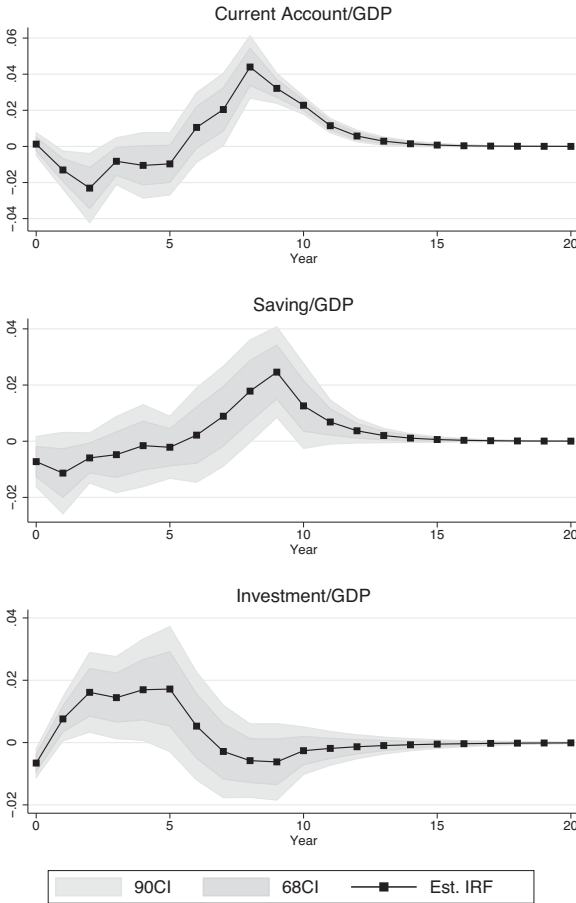 Current Account/GDP
.06
.04
.02
0
-.02
-.04
0 5 10 15 20
Year
Saving/GDP
.04
.02
0
-.02
0 5 10 15 20
Year
Investment/GDP
.04
.02
0
-.02
0 5 10 15 20
Year
90CI 68CI Est. IRF